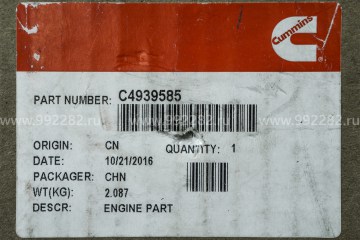 Cummins
PART NUMBER: C4939585
www.992282.ru www.992282.ru www.992282.ru
ORIGIN: CN QUANTITY: 1
DATE: 10/21/2016
PACKAGER: CHN
WT(KG): 2.087
DESCR: ENGINE PART